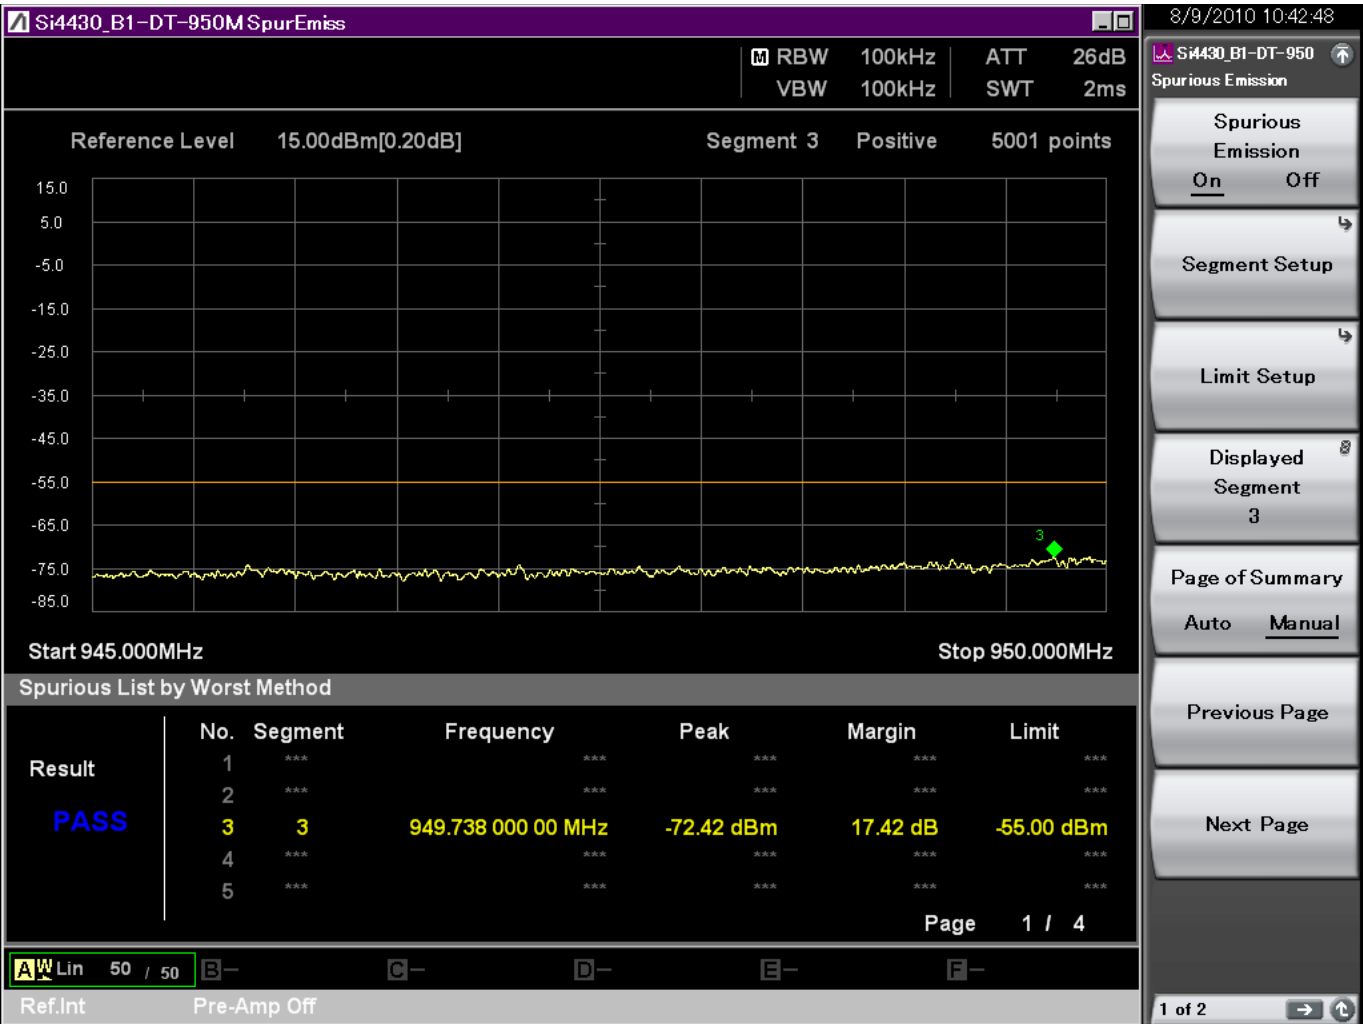 Si4430_B1-DT-950M SpurEmiss
8/9/2010 10:42:48
M RBW 100kHz ATT 26dB
VBW 100kHz SWT 2ms
Reference Level 15.00dBm[0.20dB] Segment 3 Positive 5001 points
15.0
5.0
-5.0
-15.0
-25.0
-35.0
-45.0
-55.0
-65.0
-75.0
-85.0
3
Start 945.000MHz Stop 950.000MHz
Spurious List by Worst Method
Result
PASS
No. Segment Frequency Peak Margin Limit
1 *** *** *** *** ***
2 *** *** *** *** ***
3 3 949.738 000 00 MHz -72.42 dBm 17.42 dB -55.00 dBm
4 *** *** *** *** ***
5 *** *** *** *** ***
Page 1 / 4
A W Lin 50 / 50 B - C - D - E - F -
Ref.Int Pre-Amp Off
Si4430_B1-DT-950
Spurious Emission
Spurious
Emission
On Off
Segment Setup
Limit Setup
Displayed
Segment
3
Page of Summary
Auto Manual
Previous Page
Next Page
1 of 2